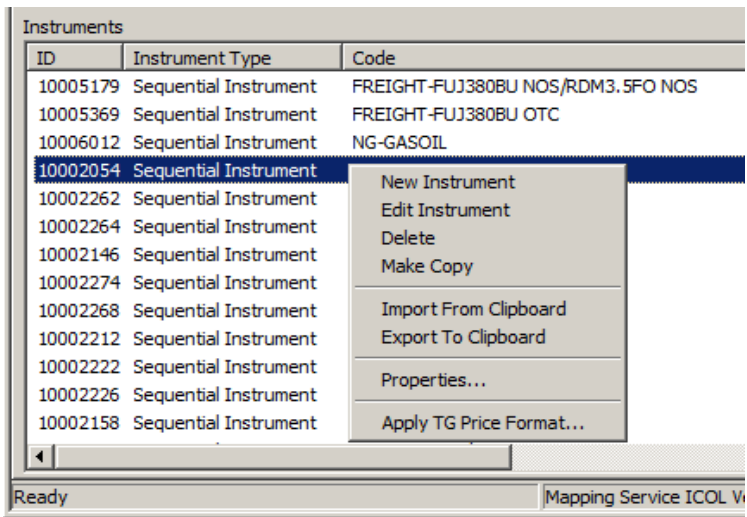 Instruments
ID Instrument Type Code
10005179 Sequential Instrument FREIGHT-FUJ380BU NOS/RDM3.5FO NOS
10005369 Sequential Instrument FREIGHT-FUJ380BU OTC
10006012 Sequential Instrument NG-GASOIL
10002054 Sequential Instrument
10002262 Sequential Instrument
10002264 Sequential Instrument
10002146 Sequential Instrument
10002274 Sequential Instrument
10002268 Sequential Instrument
10002212 Sequential Instrument
10002222 Sequential Instrument
10002226 Sequential Instrument
10002158 Sequential Instrument
New Instrument
Edit Instrument
Delete
Make Copy
Import From Clipboard
Export To Clipboard
Properties...
Apply TG Price Format...
Ready Mapping Service ICOL